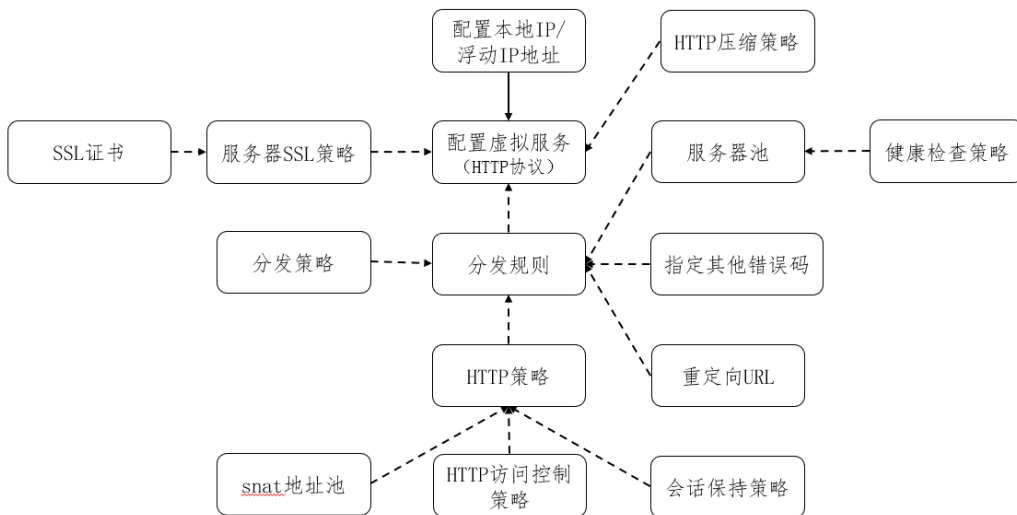 配置本地IP/
浮动IP地址
HTTP压缩策略
SSL证书
服务器SSL策略
配置虚拟服务
（HTTP协议）
服务器池
健康检查策略
分发策略
分发规则
指定其他错误码
HTTP策略
重定向URL
snat地址池
HTTP访问控制
策略
会话保持策略